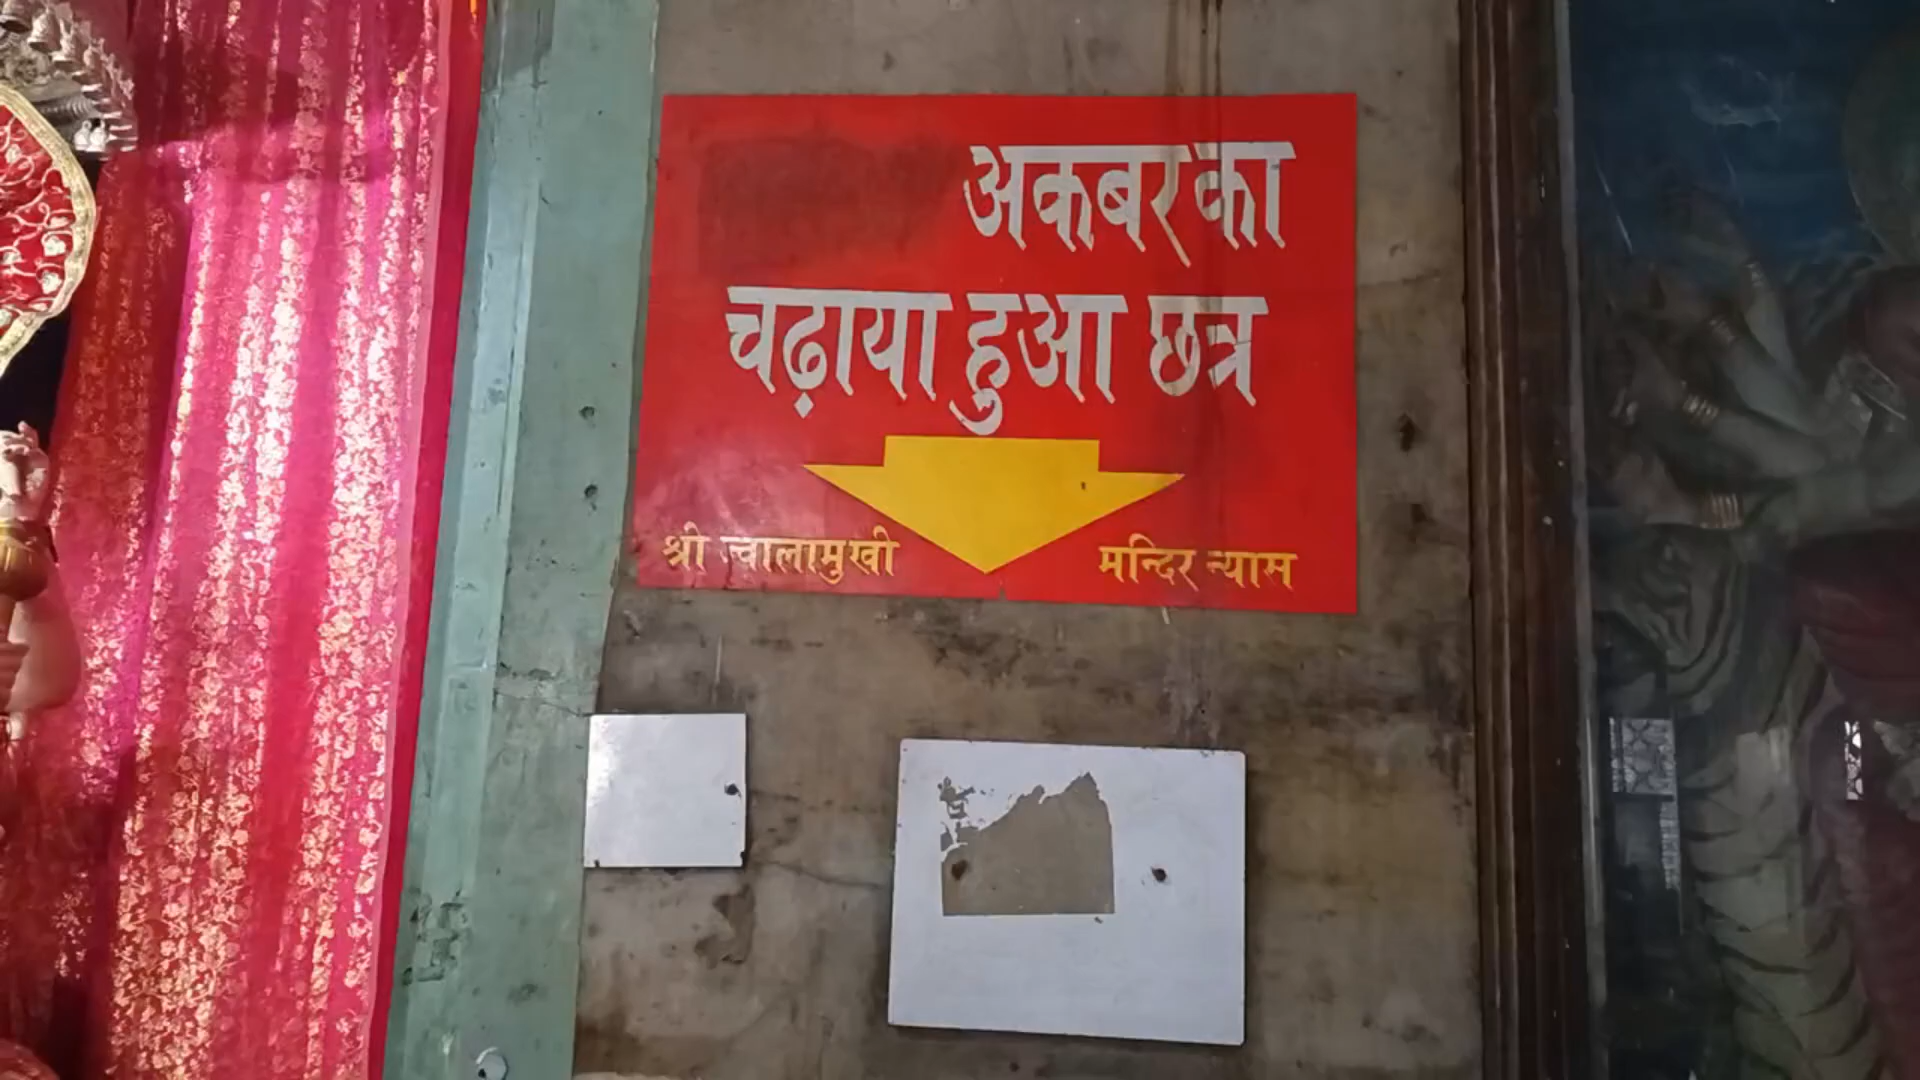 अकबर का
चढ़ाया हुआ छत्र
श्री ज्वालामुखी मन्दिर न्यास